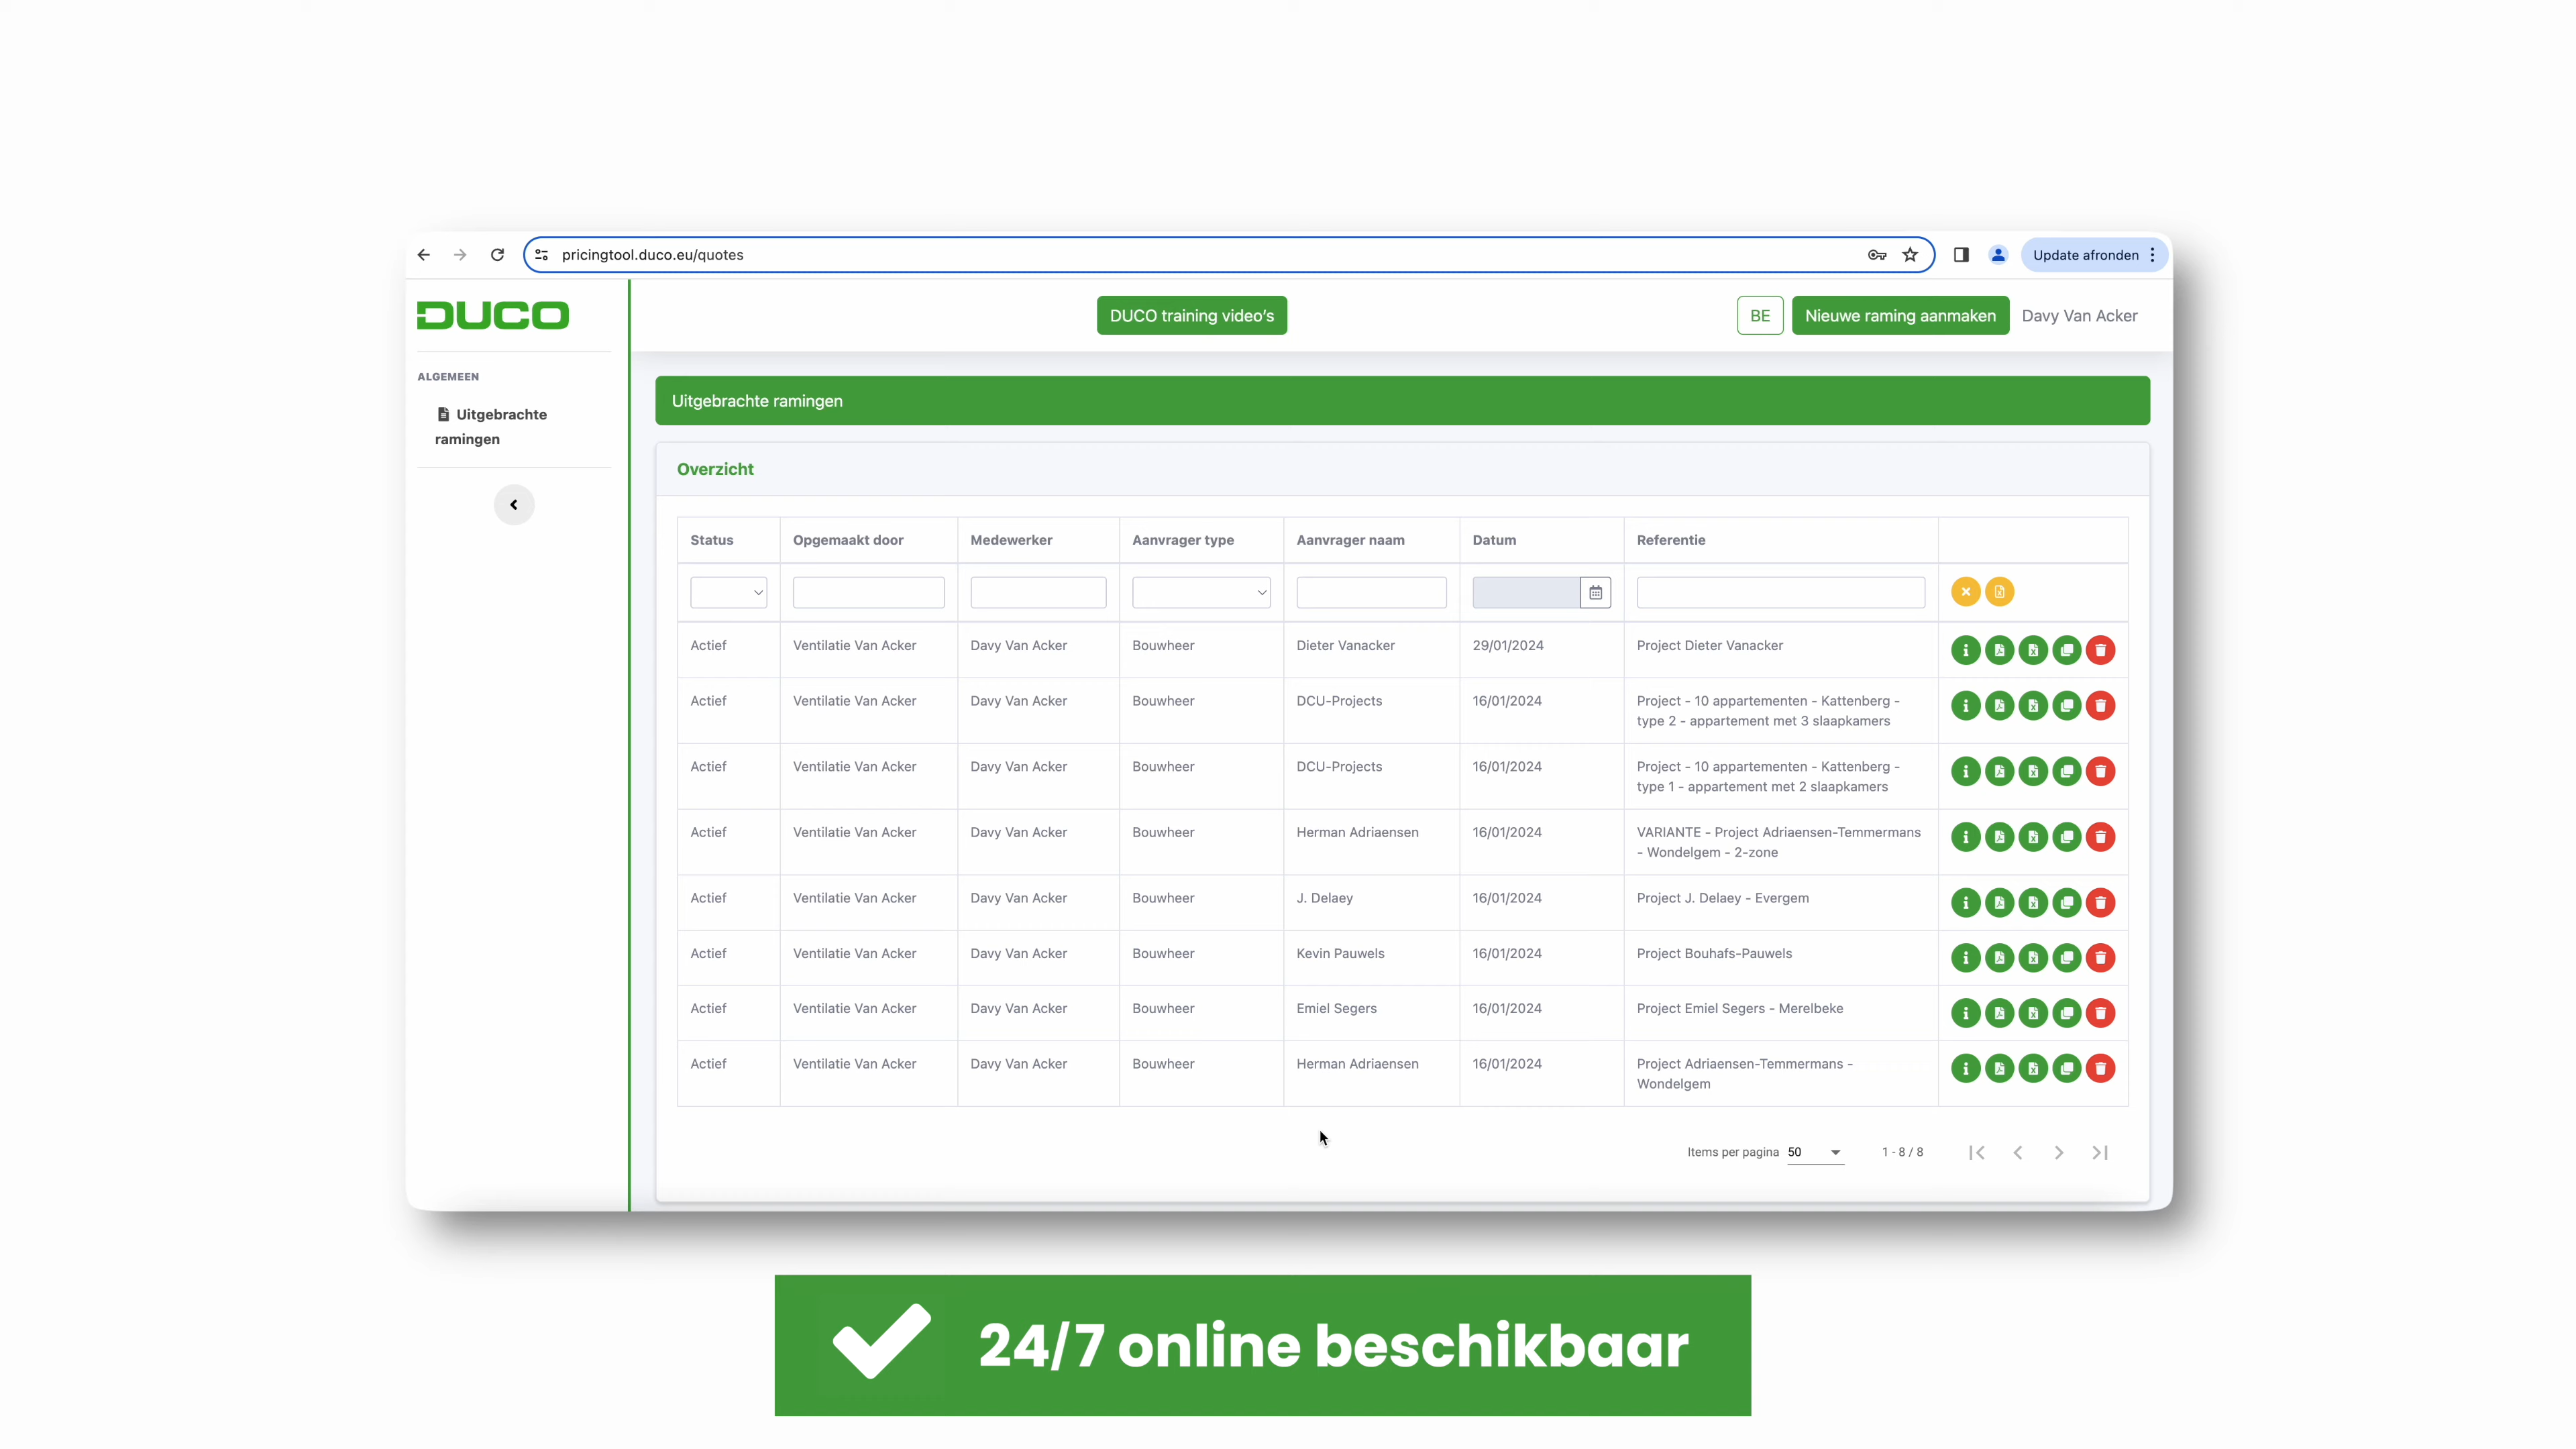 pricingtool.duco.eu/quotes
Update afronden
DUCO
DUCO training video's
BE
Nieuwe raming aanmaken
Davy Van Acker
ALGEMEEN
Uitgebrachte
ramingen
Uitgebrachte ramingen
Overzicht
Status Opgemaakt door Medewerker Aanvrager type Aanvrager naam Datum Referentie
Actief Ventilatie Van Acker Davy Van Acker Bouwheer Dieter Vanacker 29/01/2024 Project Dieter Vanacker
Actief Ventilatie Van Acker Davy Van Acker Bouwheer DCU-Projects 16/01/2024 Project - 10 appartementen - Kattenberg -
type 2 - appartement met 3 slaapkamers
Actief Ventilatie Van Acker Davy Van Acker Bouwheer DCU-Projects 16/01/2024 Project - 10 appartementen - Kattenberg -
type 1 - appartement met 2 slaapkamers
Actief Ventilatie Van Acker Davy Van Acker Bouwheer Herman Adriaensen 16/01/2024 VARIANTE - Project Adriaensen-Temmermans
- Wondelgem - 2-zone
Actief Ventilatie Van Acker Davy Van Acker Bouwheer J. Delaey 16/01/2024 Project J. Delaey - Evergem
Actief Ventilatie Van Acker Davy Van Acker Bouwheer Kevin Pauwels 16/01/2024 Project Bouhafs-Pauwels
Actief Ventilatie Van Acker Davy Van Acker Bouwheer Emiel Segers 16/01/2024 Project Emiel Segers - Merelbeke
Actief Ventilatie Van Acker Davy Van Acker Bouwheer Herman Adriaensen 16/01/2024 Project Adriaensen-Temmermans -
Wondelgem
Items per pagina 50 1 - 8 / 8
24/7 online beschikbaar